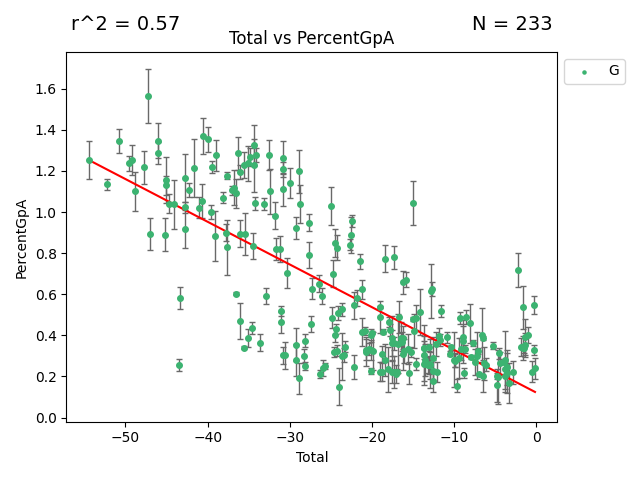 r^2 = 0.57
N = 233
Total vs PercentGpA
G
PercentGpA
1.6
1.4
1.2
1.0
0.8
0.6
0.4
0.2
0.0
−50
−40
−30
−20
−10
0
Total